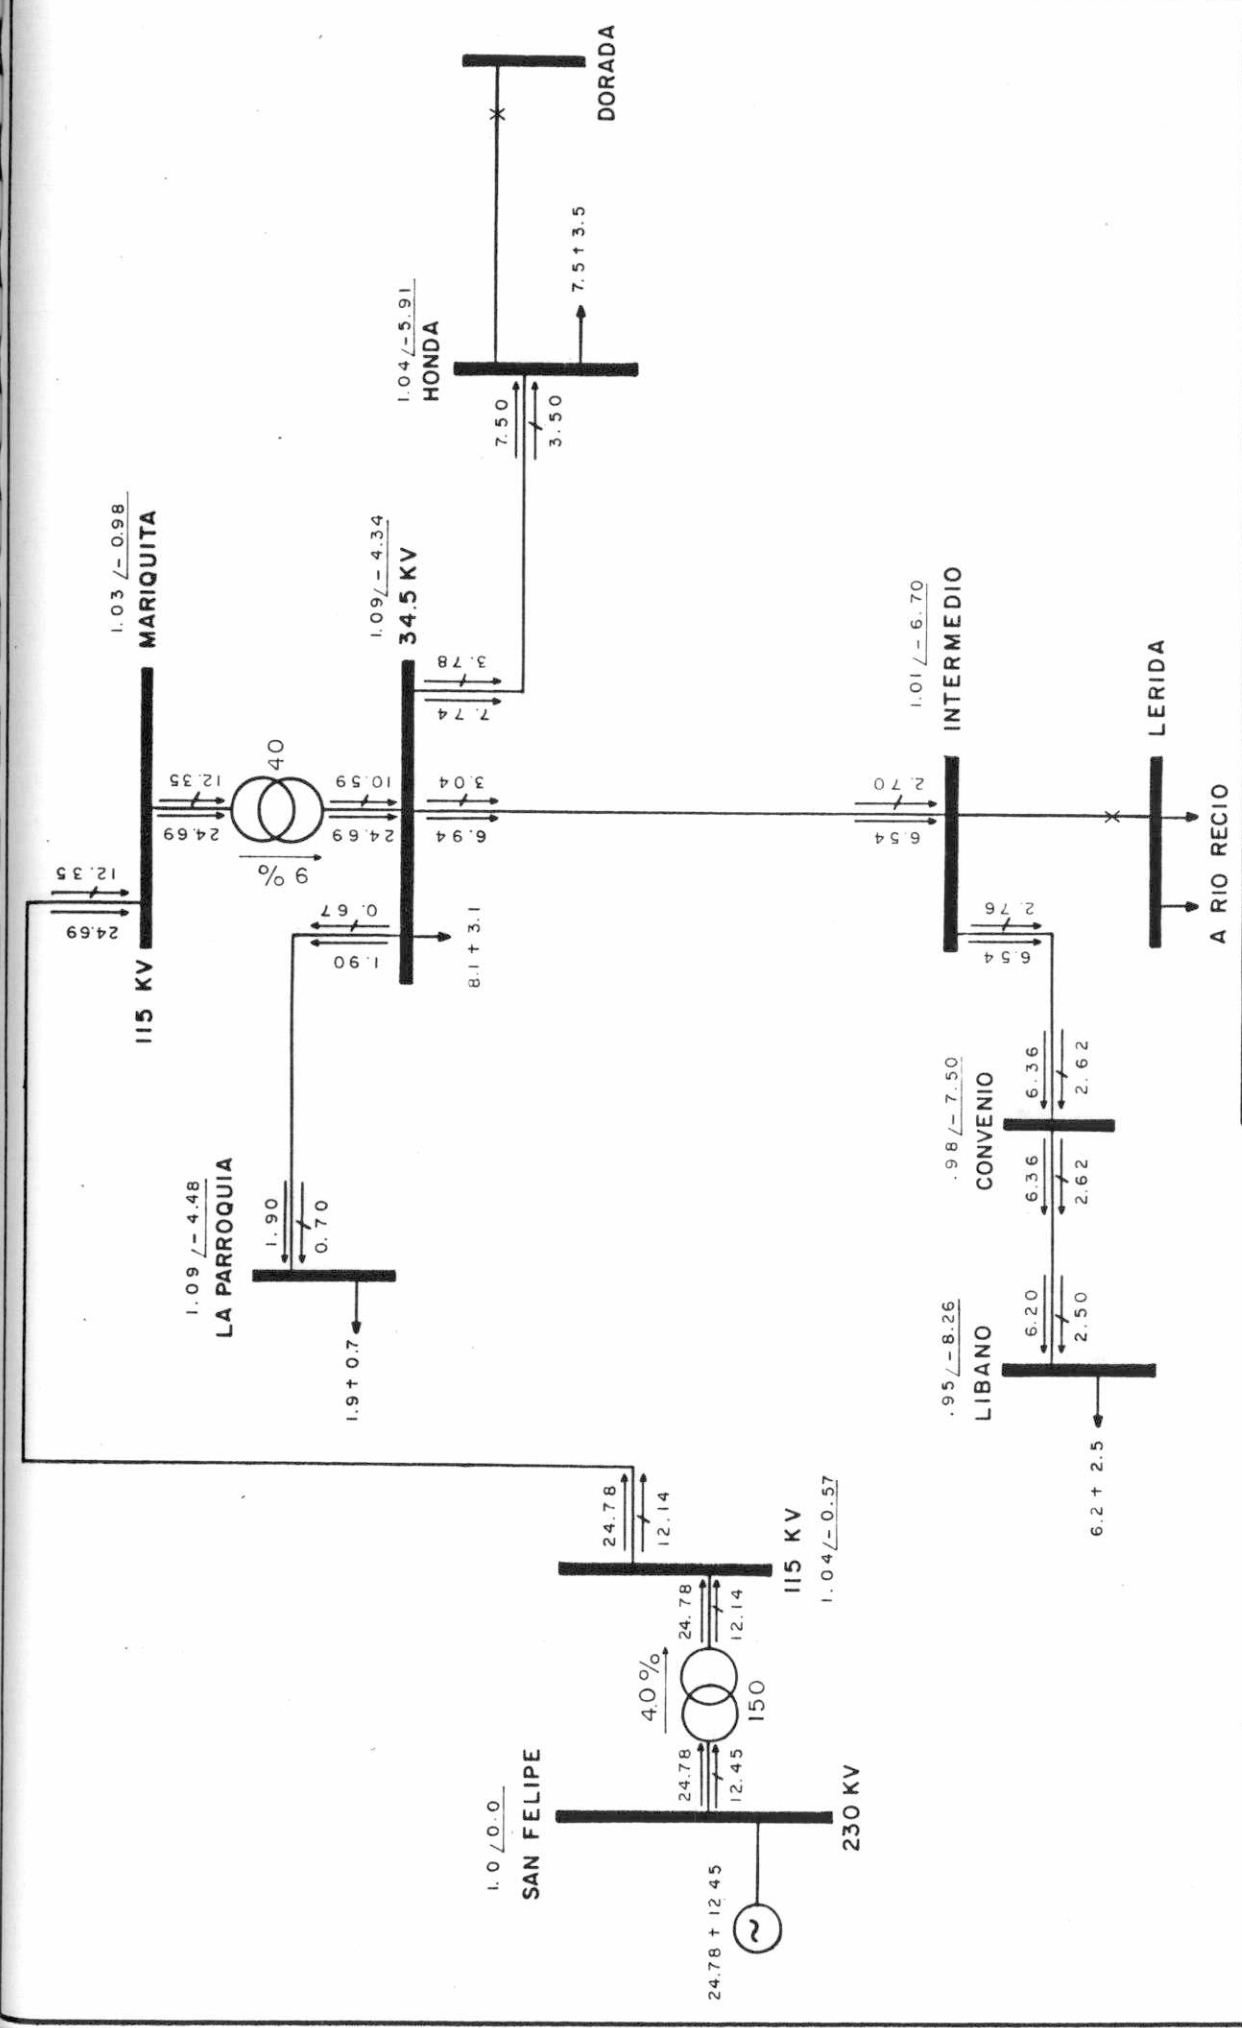 1.0 /0.0
SAN FELIPE
230 KV
24.78 + 12.45
~
24.78
12.45
4.0 %
150
24.78
12.14
115 KV
1.04/-0.57
24.78
12.14
12.35
24.69
115 KV
1.03 /- 0.98
MARIQUITA
12.35
24.69
40
9 %
10.59
24.69
1.09/- 4.34
34.5 KV
0.67
1.90
8.1 + 3.1
3.04
6.94
3.78
7.74
1.09 /- 4.48
LA PARROQUIA
1.90
0.70
1.9 + 0.7
1.04/-5.91
HONDA
7.50
3.50
7.5 + 3.5
DORADA
2.70
6.54
1.01 /- 6.70
INTERMEDIO
2.76
6.54
LERIDA
A RIO RECIO
.98/- 7.50
CONVENIO
6.36
2.62
6.36
2.62
.95/-8.26
LIBANO
6.20
2.50
6.2 + 2.5